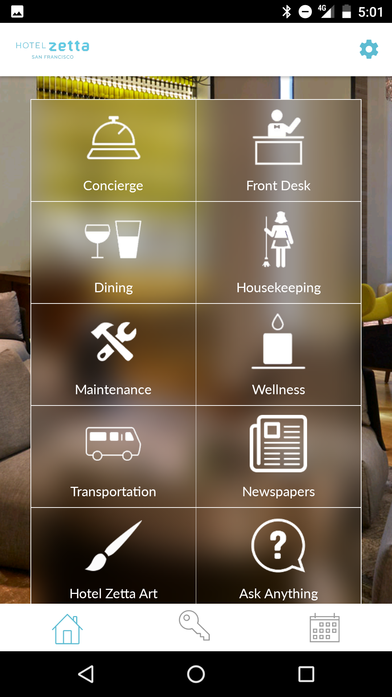 4G 5:01
HOTEL zetta
SAN FRANCISCO
Concierge Front Desk
Dining Housekeeping
Maintenance Wellness
Transportation Newspapers
Hotel Zetta Art Ask Anything
?